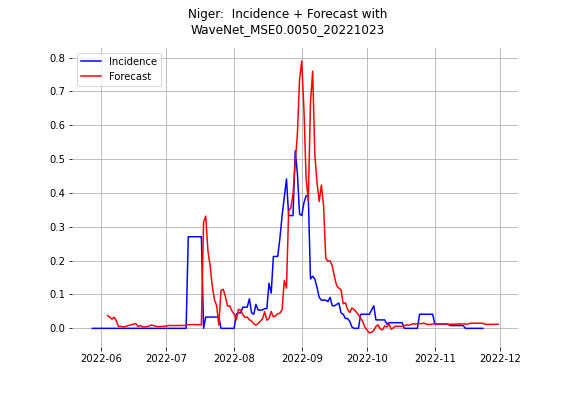 Niger:  Incidence + Forecast with
WaveNet_MSE0.0050_20221023
Incidence
Forecast
0.8
0.7
0.6
0.5
0.4
0.3
0.2
0.1
0.0
2022-06 2022-07 2022-08 2022-09 2022-10 2022-11 2022-12